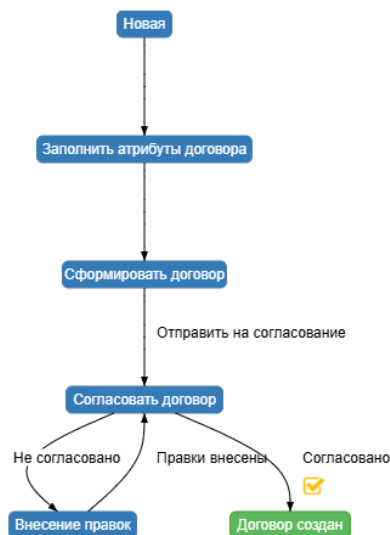 Новая
Заполнить атрибуты договора
Сформировать договор
Отправить на согласование
Согласовать договор
Не согласовано
Правки внесены
Согласовано
Внесение правок
Договор создан